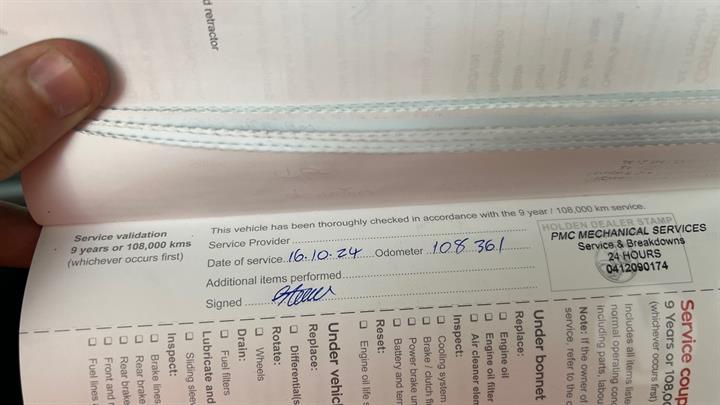 d retractor
Service validation
9 years or 108,000 kms
(whichever occurs first)
This vehicle has been thoroughly checked in accordance with the 9 year / 108,000 km service.
Service Provider
Date of service 16.10.24 Odometer 108 361
Additional items performed
Signed
HOLDEN DEALER STAMP
PMC MECHANICAL SERVICES
Service & Breakdowns
24 HOURS
0412090174
Service coup
9 Years or 108,0
(whichever occurs first)
Includes all items liste
normal operating cond
including parts, labou
Note: If the owner of
service, refer to the
Under bonnet
Replace:
Engine oil
Engine oil filter
Air cleaner elem
Inspect:
Cooling system
Brake / clutch fl
Power brake un
Battery and tern
Reset:
Engine oil life s
Under vehic
Replace:
Differential(s
Rotate:
Wheels
Drain:
Fuel filters
Lubricate and
Sliding sleev
Inspect:
Brake lines
Rear brake
Rear brake
Front and r
Fuel lines a